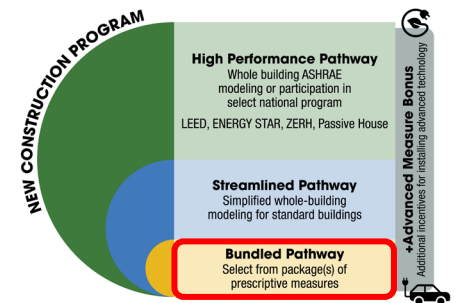 NEW CONSTRUCTION PROGRAM
High Performance Pathway
Whole building ASHRAE
modeling or participation in
select national program
LEED, ENERGY STAR, ZERH, Passive House
Streamlined Pathway
Simplified whole-building
modeling for standard buildings
Bundled Pathway
Select from package(s) of
prescriptive measures
+Advanced Measure Bonus
Additional incentives for installing advanced technology